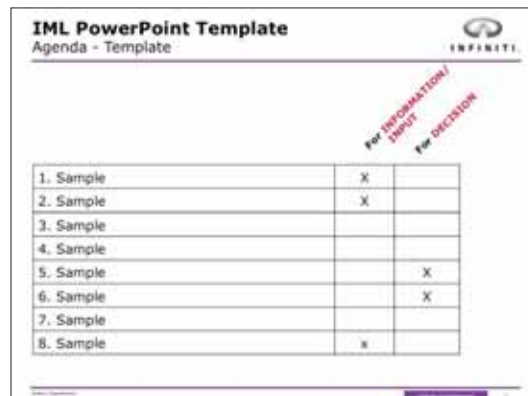 IML PowerPoint Template
Agenda - Template
INFINITI
For INFORMATION/
INPUT
For DECISION
1. Sample X
2. Sample X
3. Sample
4. Sample
5. Sample X
6. Sample X
7. Sample
8. Sample x